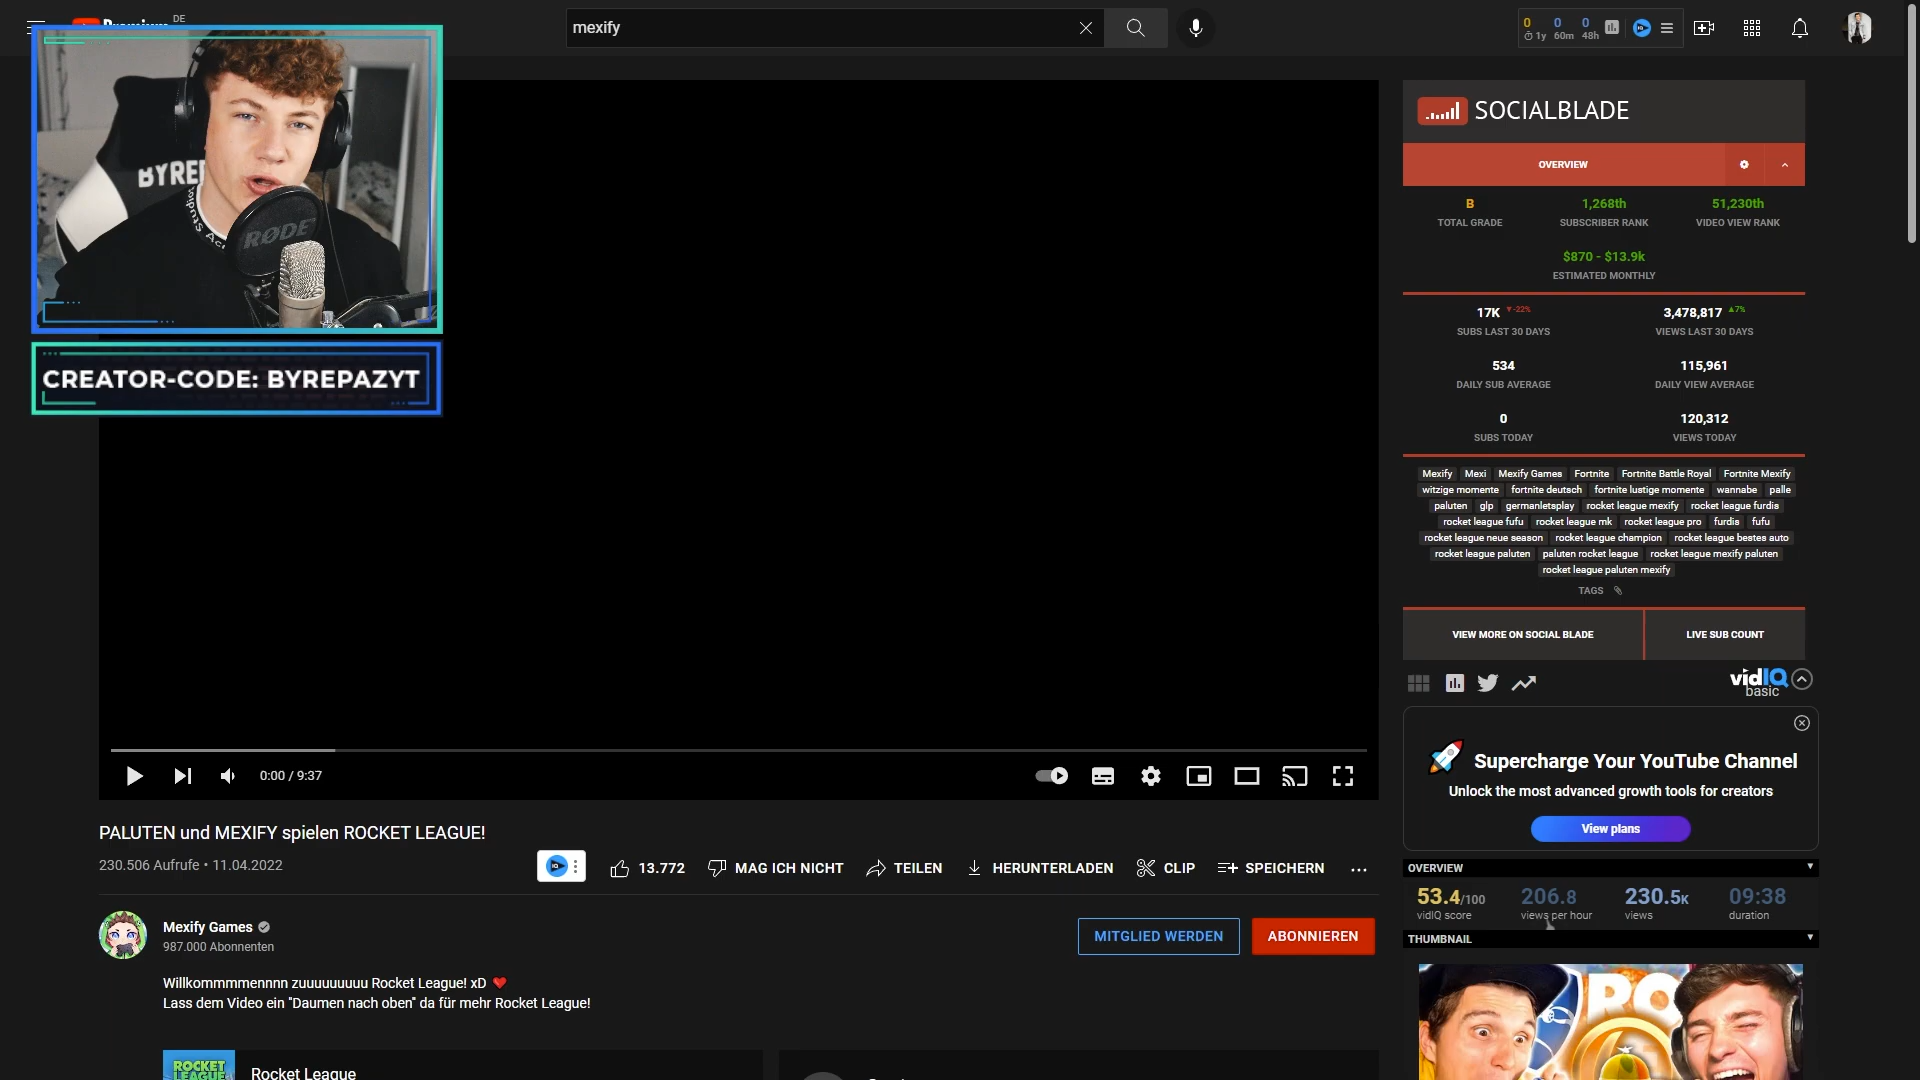 Premium DE
mexify
0 0 0
1y 60m 48h
BYREP
RØDE
CREATOR-CODE: BYREPAZYT
0:00 / 9:37
PALUTEN und MEXIFY spielen ROCKET LEAGUE!
230.506 Aufrufe • 11.04.2022
13.772 MAG ICH NICHT TEILEN HERUNTERLADEN CLIP SPEICHERN ...
Mexify Games
987.000 Abonnenten
MITGLIED WERDEN ABONNIEREN
Willkommmmennnn zuuuuuuuuu Rocket League! xD
Lass dem Video ein "Daumen nach oben" da für mehr Rocket League!
ROCKET LEAGUE
Rocket League
SOCIALBLADE
OVERVIEW
B 1,268th 51,230th
TOTAL GRADE SUBSCRIBER RANK VIDEO VIEW RANK
$870 - $13.9k
ESTIMATED MONTHLY
17K -22% 3,478,817 7%
SUBS LAST 30 DAYS VIEWS LAST 30 DAYS
534 115,961
DAILY SUB AVERAGE DAILY VIEW AVERAGE
0 120,312
SUBS TODAY VIEWS TODAY
Mexify Mexi Mexify Games Fortnite Fortnite Battle Royal Fortnite Mexify
witzige momente fortnite deutsch fortnite lustige momente wannabe palle
paluten glp germanletsplay rocket league mexify rocket league furdis
rocket league fufu rocket league mk rocket league pro furdis fufu
rocket league neue season rocket league champion rocket league bestes auto
rocket league paluten paluten rocket league rocket league mexify paluten
rocket league paluten mexify
TAGS
VIEW MORE ON SOCIAL BLADE LIVE SUB COUNT
vidIQ
basic
Supercharge Your YouTube Channel
Unlock the most advanced growth tools for creators
View plans
OVERVIEW
53.4/100 206.8 230.5K 09:38
vidIQ score views per hour views duration
THUMBNAIL
RO